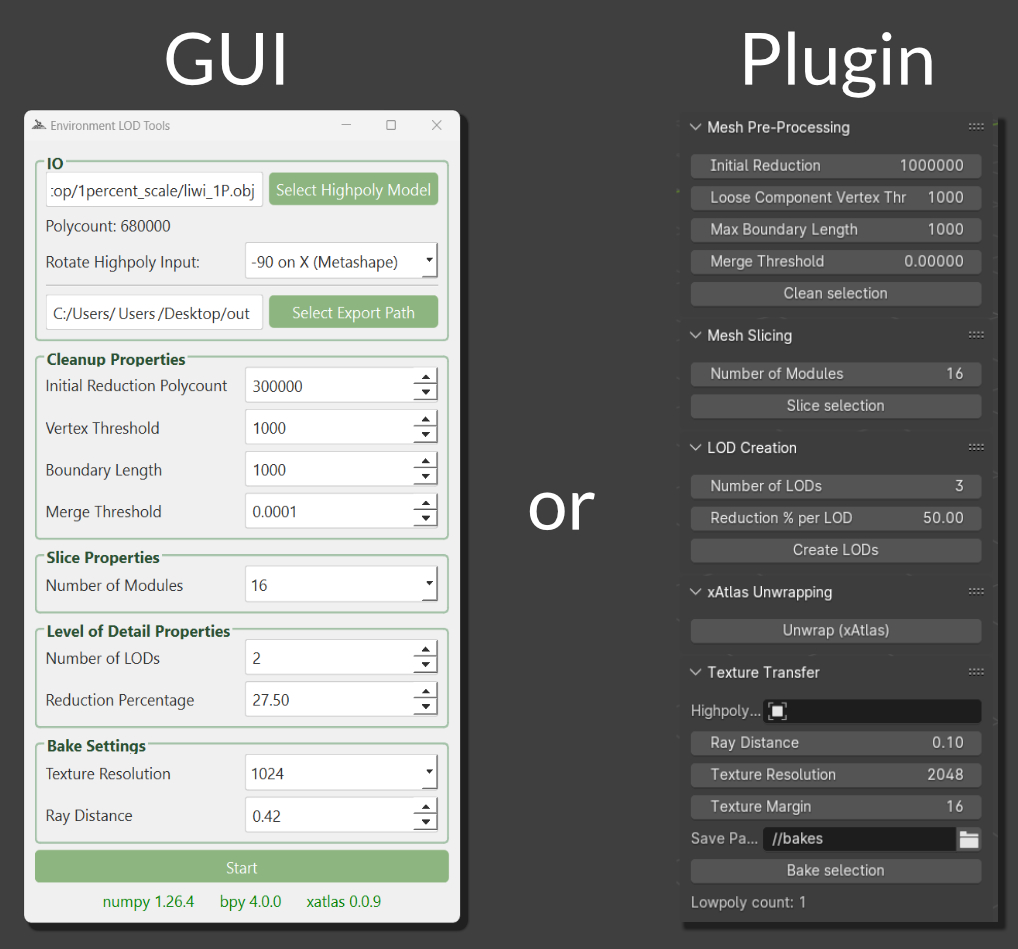 GUI
Environment LOD Tools
IO
:op/1percent_scale/liwi_1P.obj
Select Highpoly Model
Polycount: 680000
Rotate Highpoly Input:
-90 on X (Metashape)
C:/Users/ Users /Desktop/out
Select Export Path
Cleanup Properties
Initial Reduction Polycount 300000
Vertex Threshold 1000
Boundary Length 1000
Merge Threshold 0.0001
Slice Properties
Number of Modules 16
Level of Detail Properties
Number of LODs 2
Reduction Percentage 27.50
Bake Settings
Texture Resolution 1024
Ray Distance 0.42
Start
numpy 1.26.4 bpy 4.0.0 xatlas 0.0.9
or
Plugin
Mesh Pre-Processing
Initial Reduction 1000000
Loose Component Vertex Thr 1000
Max Boundary Length 1000
Merge Threshold 0.00000
Clean selection
Mesh Slicing
Number of Modules 16
Slice selection
LOD Creation
Number of LODs 3
Reduction % per LOD 50.00
Create LODs
xAtlas Unwrapping
Unwrap (xAtlas)
Texture Transfer
Highpoly...
Ray Distance 0.10
Texture Resolution 2048
Texture Margin 16
Save Pa... //bakes
Bake selection
Lowpoly count: 1